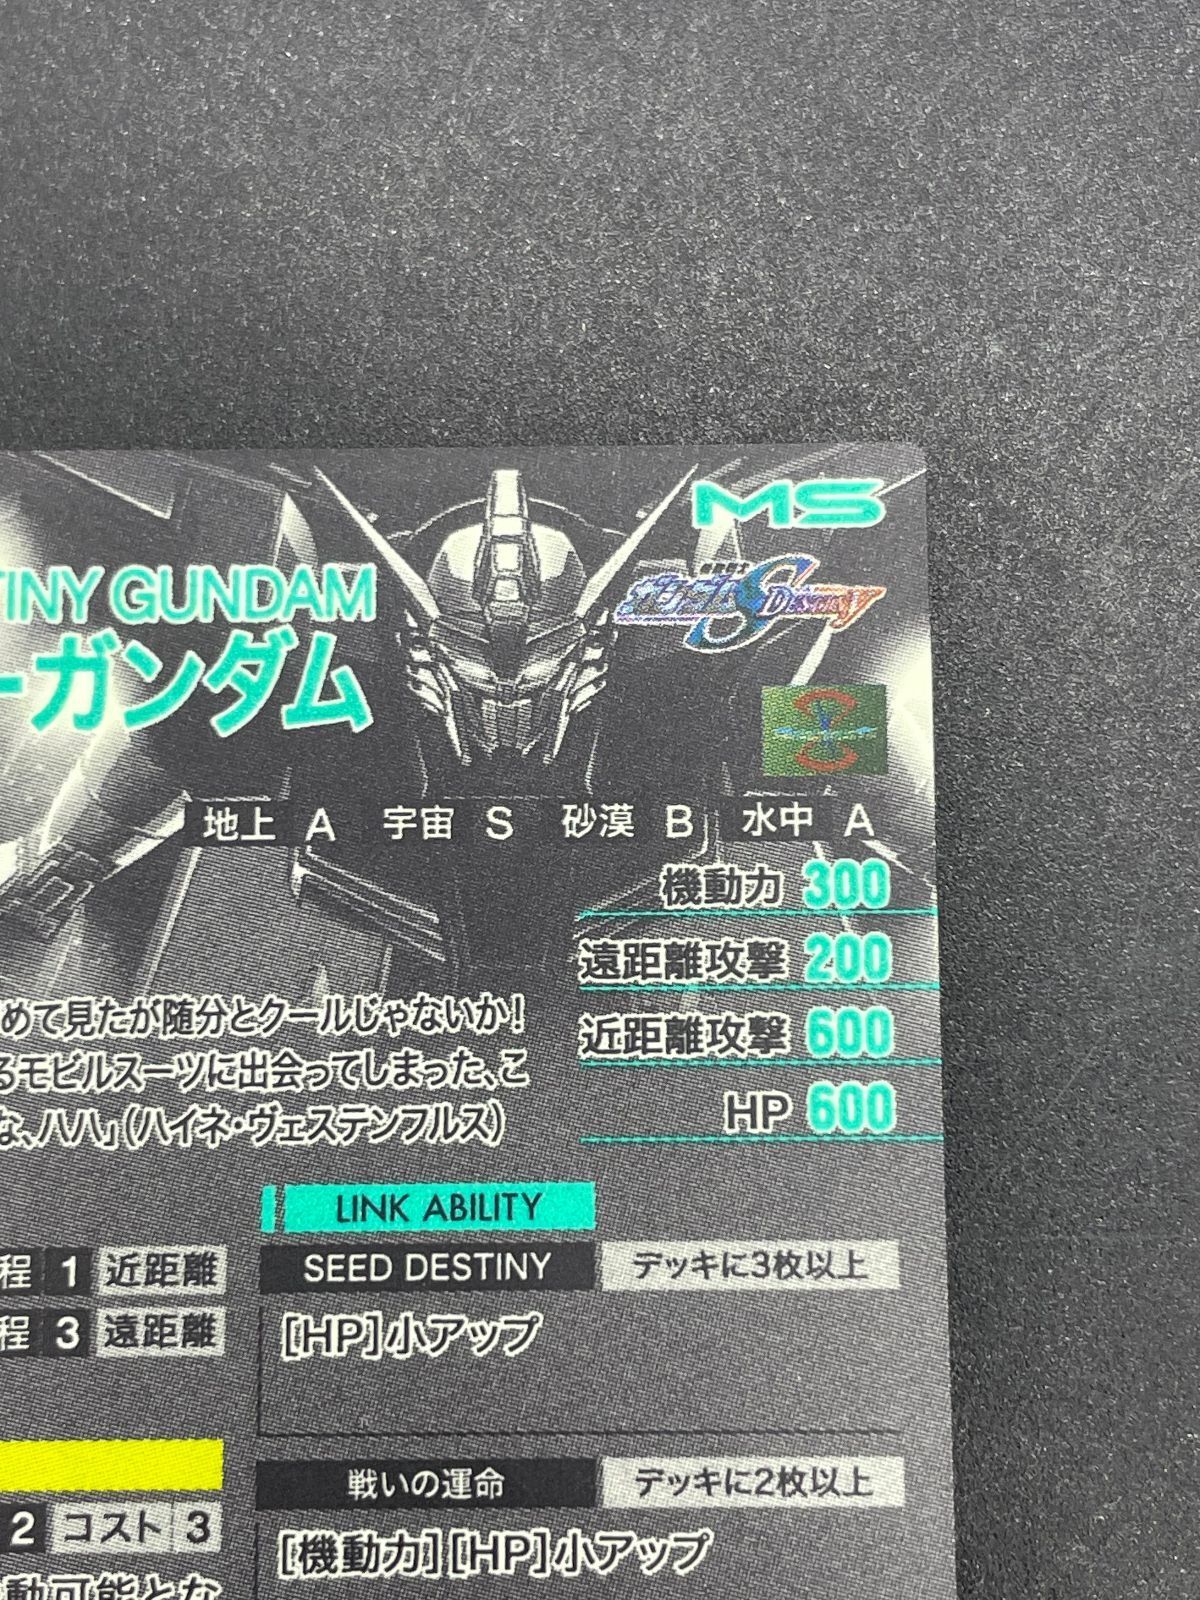 MS
機動戦士
ガンダムSEED DESTINY
TINY GUNDAM
ーガンダム
地上 A 宇宙 S 砂漠 B 水中 A
機動力 300
遠距離攻撃 200
近距離攻撃 600
HP 600
めて見たが随分とクールじゃないか!
るモビルスーツに出会ってしまった、こ
な、ハハ」(ハイネ・ヴェステンフルス)
程 1 近距離
程 3 遠距離
2 コスト 3
動可能とな
LINK ABILITY
SEED DESTINY デッキに3枚以上
[HP]小アップ
戦いの運命 デッキに2枚以上
[機動力][HP]小アップ